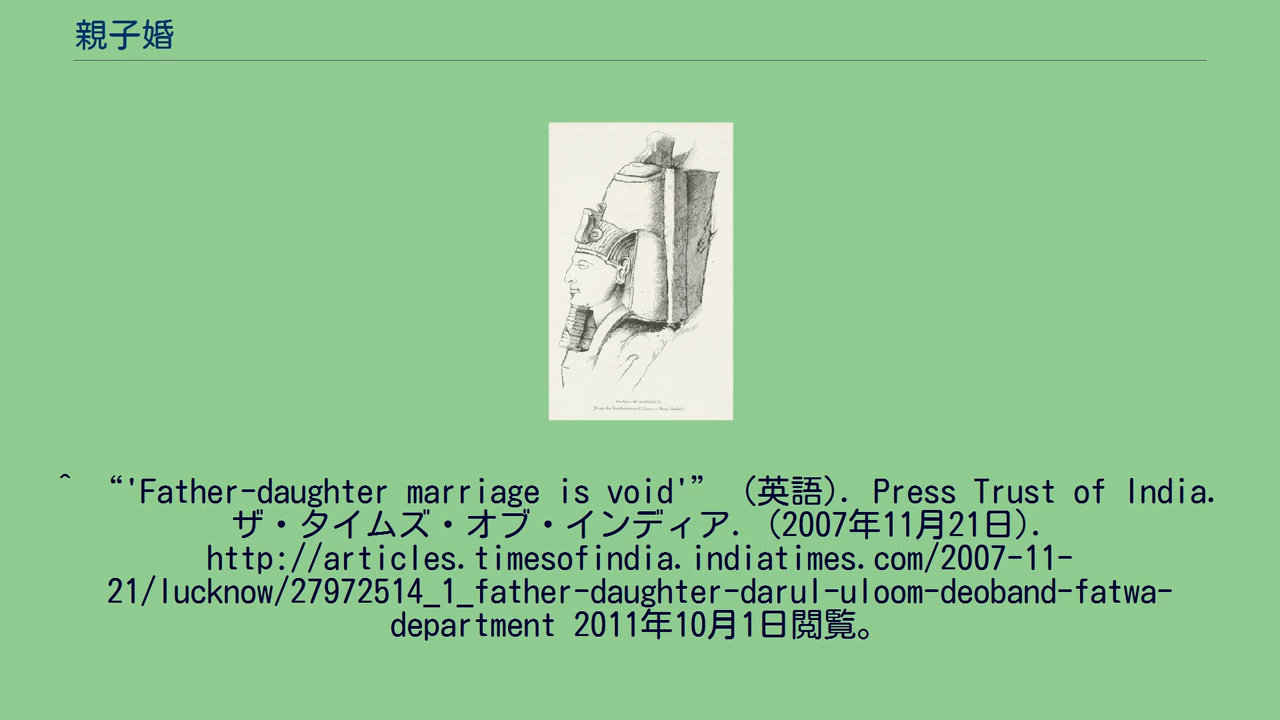 親子婚
^ “'Father-daughter marriage is void'” (英語). Press Trust of India.
ザ・タイムズ・オブ・インディア. (2007年11月21日).
http://articles.timesofindia.indiatimes.com/2007-11-
21/lucknow/27972514_1_father-daughter-darul-uloom-deoband-fatwa-
department 2011年10月1日閲覧。